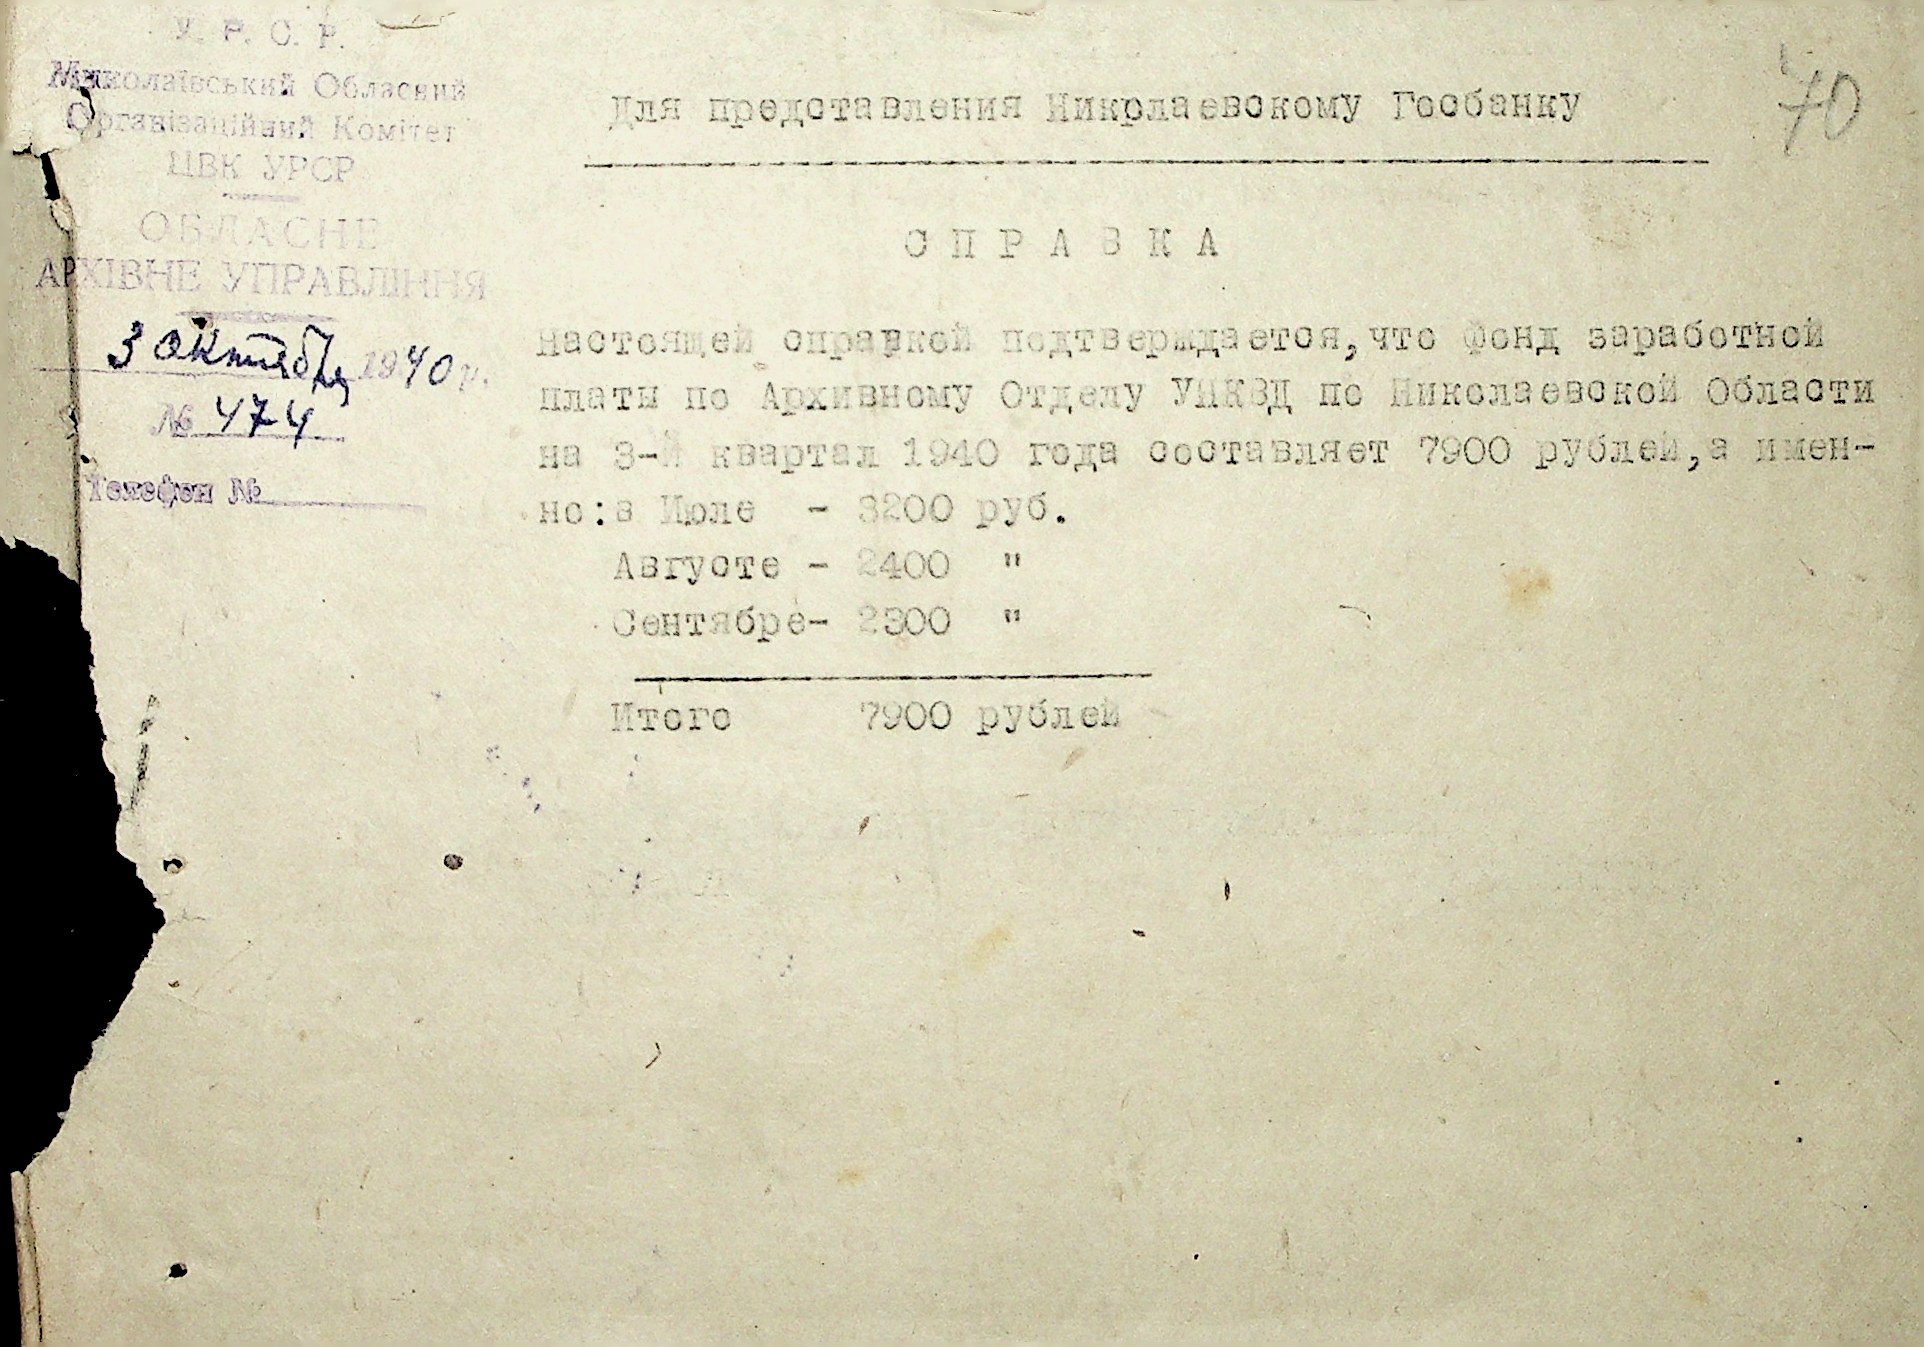 У. Р. С. Р.
Миколаївський Обласний
Організаційний Комітет
ЦВК УРСР
ОБЛАСНЕ
АРХІВНЕ УПРАВЛІННЯ
3 октября 1940 р.
№ 474
Телефон №
70
Для представления Николаевскому Госбанку
СПРАВКА
Настоящей справкой подтверждается, что фонд заработной
платы по Архивному Отделу УНКВД по Николаевской Области
на 3-й квартал 1940 года составляет 7900 рублей, а имен-
но: в Июле - 3200 руб.
Августе - 2400 "
Сентябре- 2300 "
Итого 7900 рублей